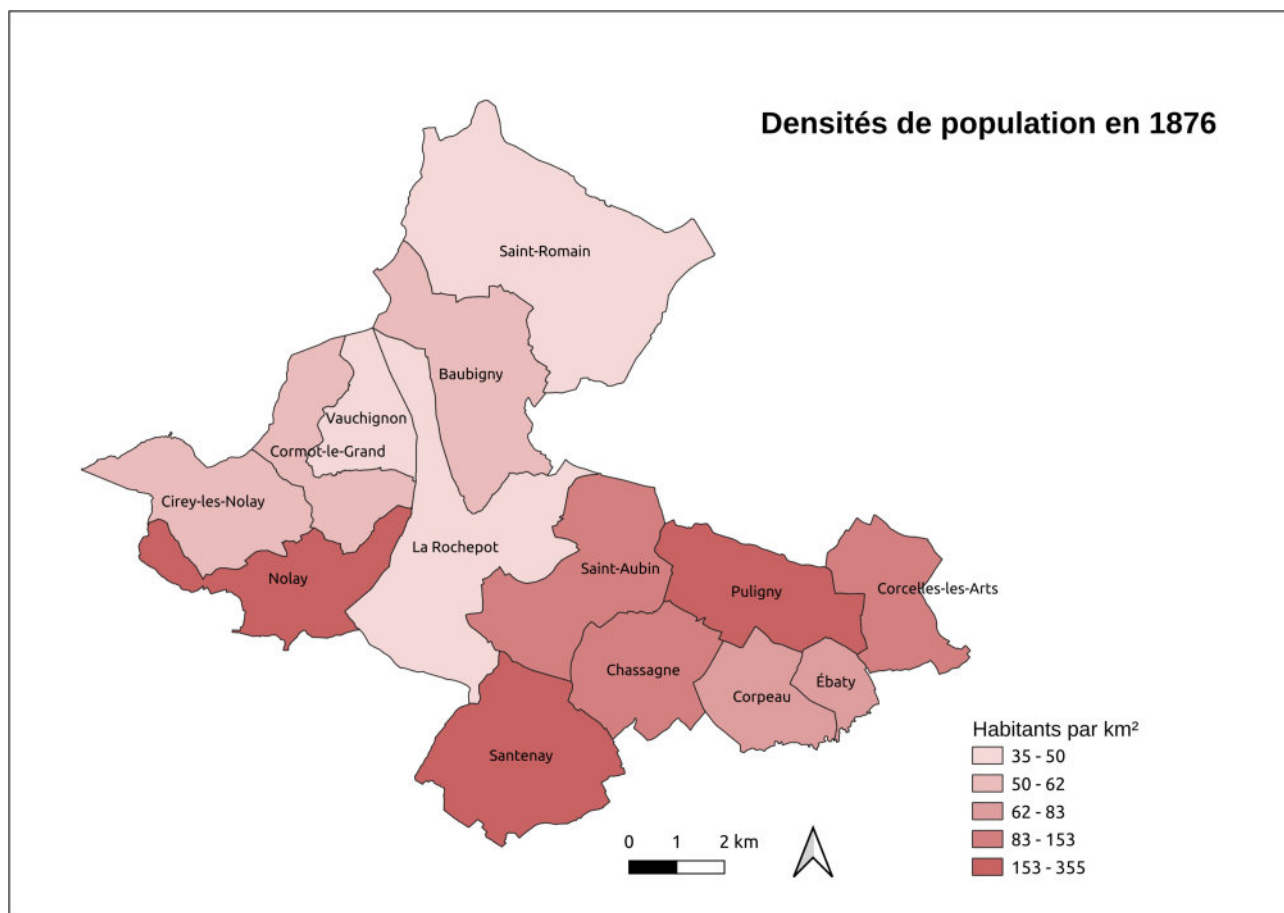 Densités de population en 1876
Saint-Romain
Baubigny
Vauchignon
Cormot-le-Grand
Cirey-les-Nolay
La Rochepot
Saint-Aubin
Nolay
Puligny
Corcelles-les-Arts
Chassagne
Ébaty
Corpeau
Santenay
Habitants par km²
35 - 50
50 - 62
62 - 83
83 - 153
153 - 355
0 1 2 km